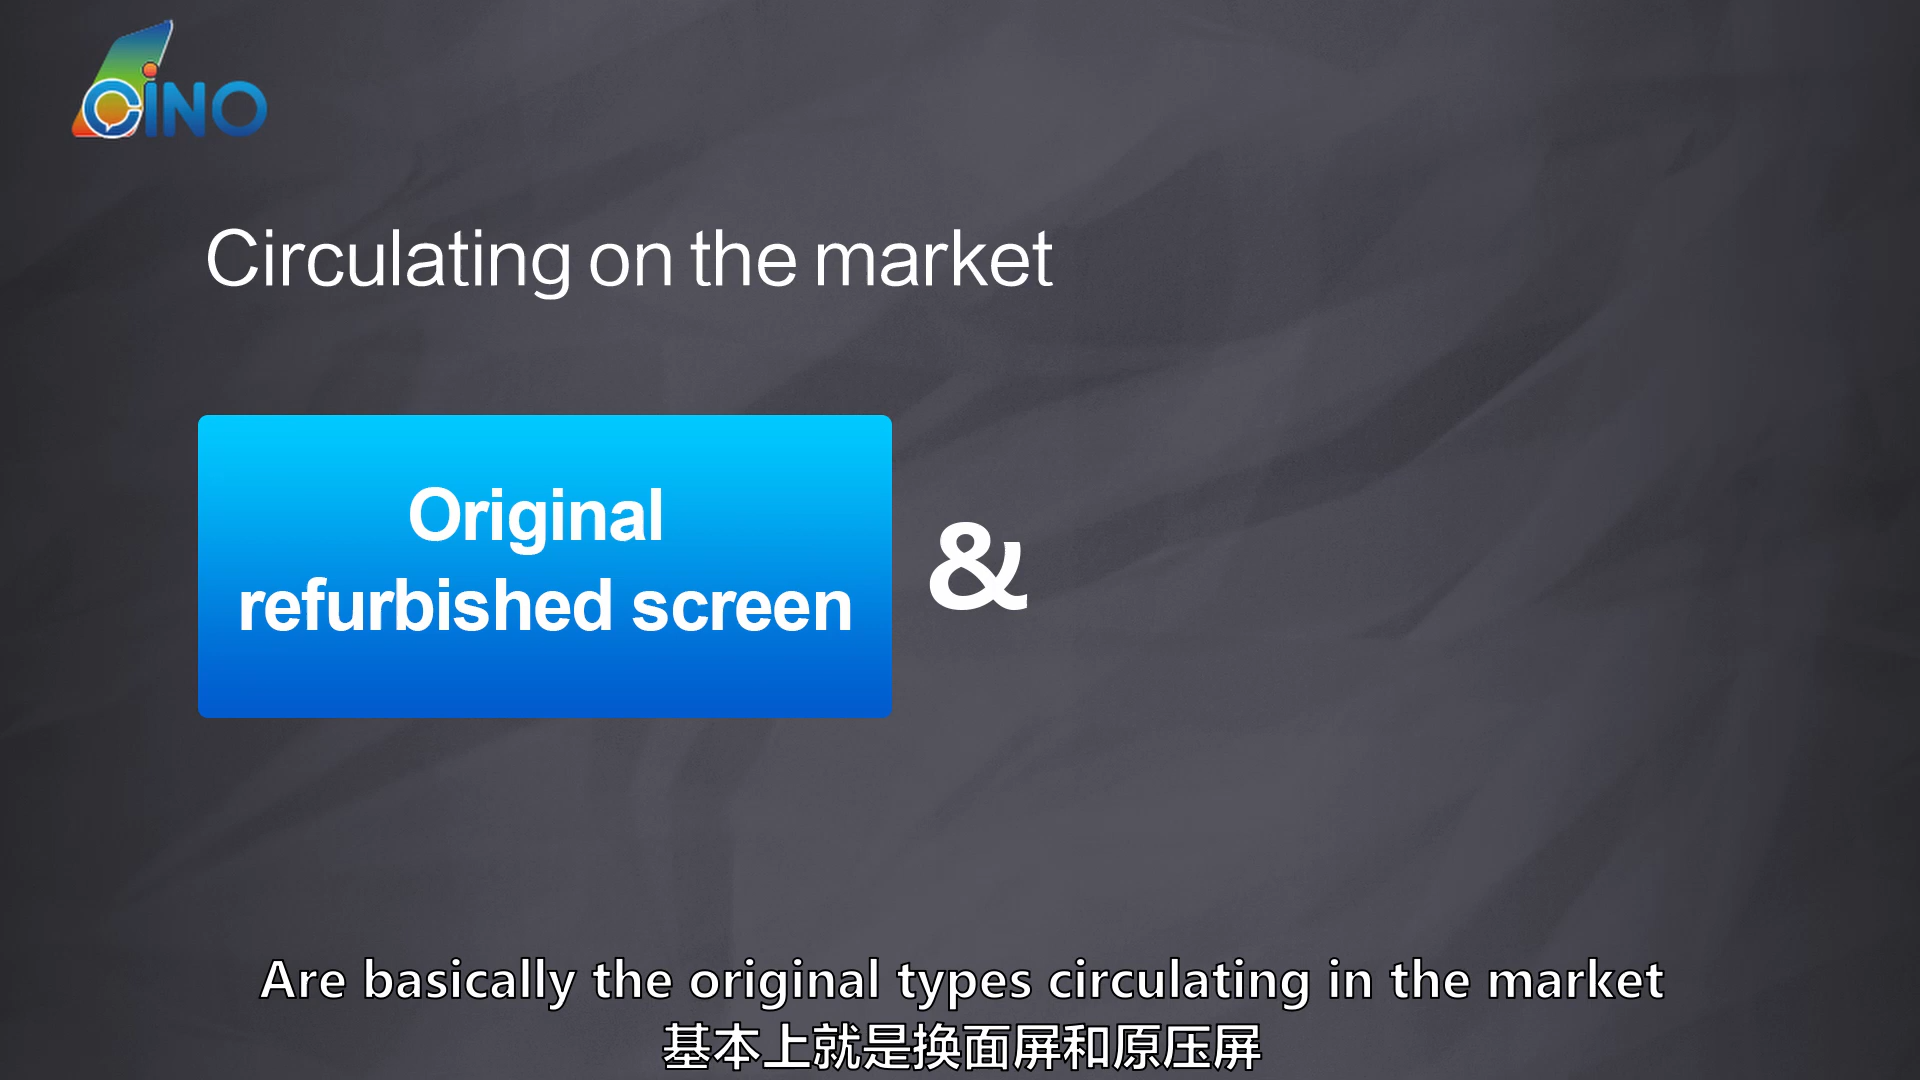 CiNO
Circulating on the market
Original
refurbished screen
&
Are basically the original types circulating in the market
基本上就是换面屏和原压屏